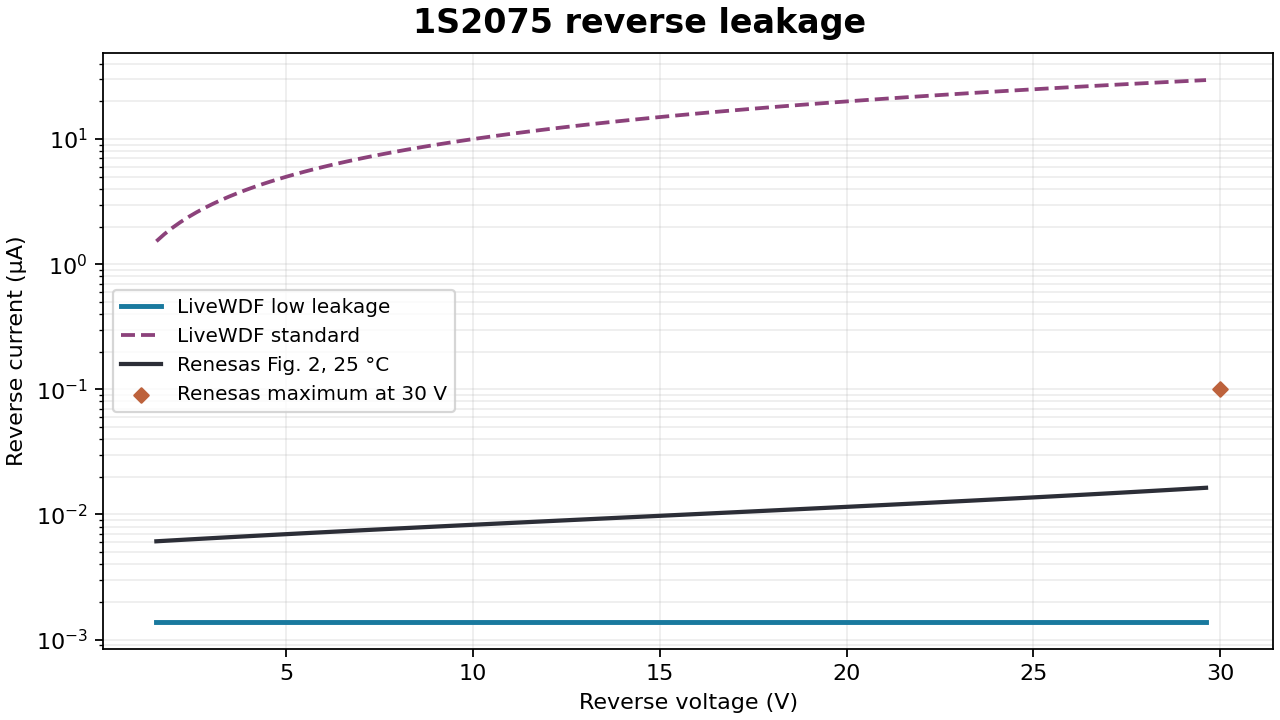 1S2075 reverse leakage
Reverse current (µA)
10¹
10⁰
10⁻¹
10⁻²
10⁻³
LiveWDF low leakage
LiveWDF standard
Renesas Fig. 2, 25 °C
Renesas maximum at 30 V
5 10 15 20 25 30
Reverse voltage (V)